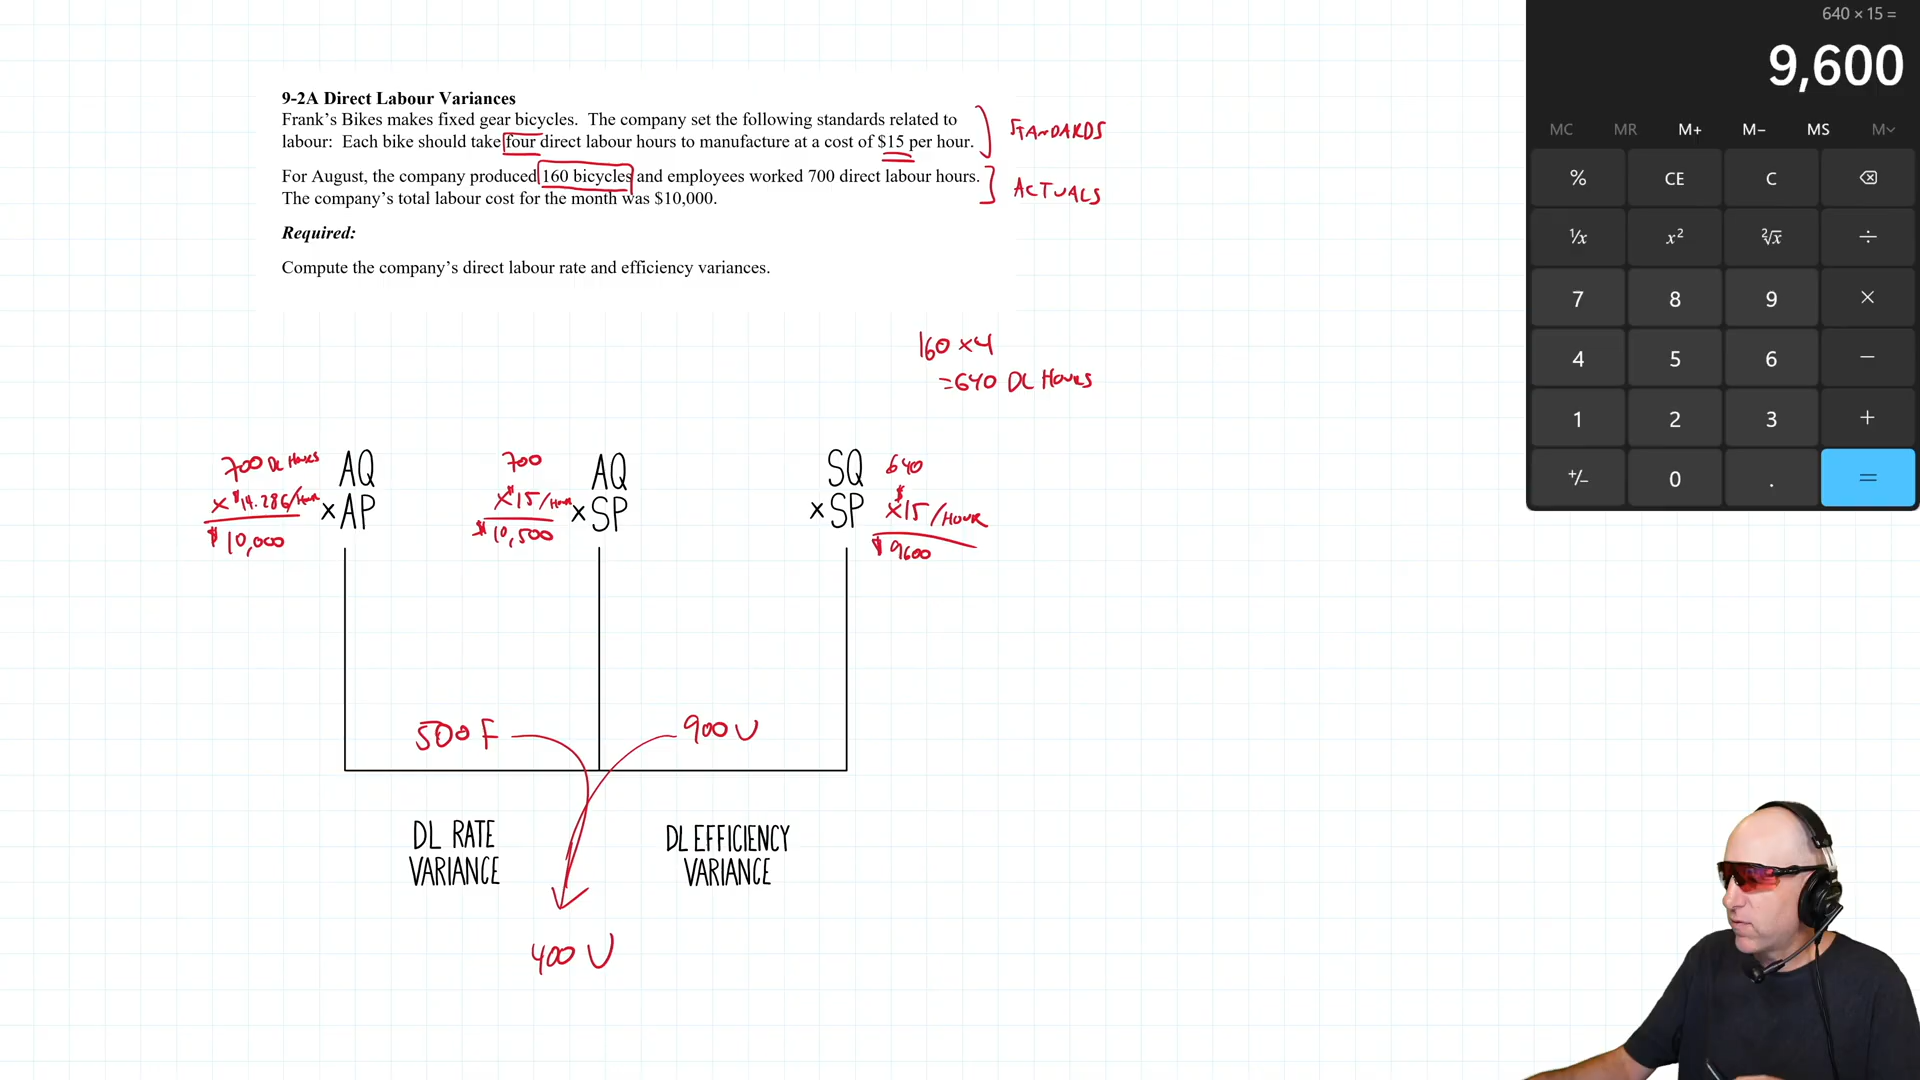 9-2A Direct Labour Variances
Frank's Bikes makes fixed gear bicycles. The company set the following standards related to
labour: Each bike should take four direct labour hours to manufacture at a cost of $15 per hour.
STANDARDS
For August, the company produced 160 bicycles and employees worked 700 direct labour hours.
The company's total labour cost for the month was $10,000.
ACTUALS
Required:
Compute the company's direct labour rate and efficiency variances.
160 × 4
= 640 DL HOURS
700 DL HOURS
× $14.286/HOUR
$10,000
AQ
× AP
700
× $15/HOUR
$10,500
AQ
× SP
SQ
× SP
640
× $15/HOUR
$9600
500 F
900 U
DL RATE
VARIANCE
DL EFFICIENCY
VARIANCE
400 U
640 × 15 =
9,600
MC MR M+ M− MS M˅
% CE C ⌫
¹/x x² ²√x ÷
7 8 9 ×
4 5 6 −
1 2 3 +
+/− 0 . =